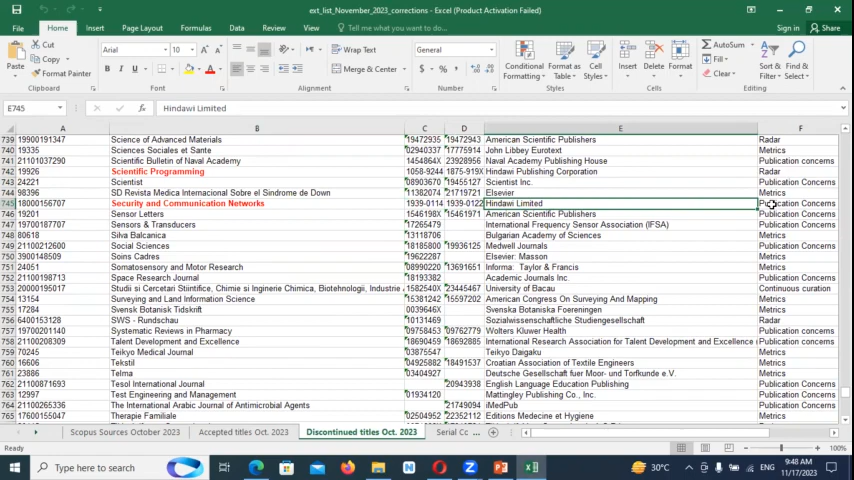 ext_list_November_2023_corrections - Excel (Product Activation Failed)
File Home Insert Page Layout Formulas Data Review View Tell me what you want to do... Sign in Share
Cut
Copy
Format Painter
Paste
Clipboard
Arial 10
B I U
Font
Wrap Text
Merge & Center
Alignment
General
$ % ,
Number
Conditional Formatting
Format as Table
Cell Styles
Styles
Insert Delete Format
Cells
AutoSum
Fill
Clear
Sort & Filter
Find & Select
Editing
E745 fx Hindawi Limited
A B C D E F
739 19900191347 Science of Advanced Materials 19472935 19472943 American Scientific Publishers Radar
740 19335 Sciences Sociales et Sante 02940337 17775914 John Libbey Eurotext Metrics
741 21101037290 Scientific Bulletin of Naval Academy 1454864X 23928956 Naval Academy Publishing House Publication concerns
742 19926 Scientific Programming 1058-9244 1875-919X Hindawi Publishing Corporation Radar
743 24221 Scientist 08903670 19455127 Scientist Inc. Publication Concerns
744 98396 SD Revista Medica Internacional Sobre el Sindrome de Down 11382074 21719721 Elsevier Metrics
745 18000156707 Security and Communication Networks 1939-0114 1939-0122 Hindawi Limited Publication Concerns
746 19201 Sensor Letters 1546198X 15461971 American Scientific Publishers Publication Concerns
747 19700187707 Sensors & Transducers 17265479 International Frequency Sensor Association (IFSA) Publication Concerns
748 80618 Silva Balcanica 13118706 Bulgarian Academy of Sciences Metrics
749 21100212600 Social Sciences 18185800 19936125 Medwell Journals Publication Concerns
750 3900148509 Soins Cadres 19622287 Elsevier: Masson Metrics
751 24051 Somatosensory and Motor Research 08990220 13691651 Informa: Taylor & Francis Metrics
752 21100198713 Space Research Journal 18193382 Academic Journals Inc. Publication Concerns
753 20000195017 Studii si Cercetari Stiintifice, Chimie si Inginerie Chimica, Biotehnologii, Industrie 1582540X 23445467 University of Bacau Continuous curation
754 13154 Surveying and Land Information Science 15381242 15597202 American Congress On Surveying And Mapping Metrics
755 17284 Svensk Botanisk Tidskrift 0039646X Svenska Botaniska Foereningen Metrics
756 6400153128 SWS - Rundschau 10131469 Sozialwissenschaftliche Studiengesellschaft Radar
757 19700201140 Systematic Reviews in Pharmacy 09758453 09762779 Wolters Kluwer Health Publication Concerns
758 21100208309 Talent Development and Excellence 18690459 18692885 International Research Association for Talent Development and Excellence Publication Concerns
759 70245 Teikyo Medical Journal 03875547 Teikyo Daigaku Metrics
760 16606 Tekstil 04925882 18491537 Croatian Association of Textile Engineers Metrics
761 23886 Telma 03404927 Deutsche Gesellschaft fuer Moor- und Torfkunde e.V. Metrics
762 21100871693 Tesol International Journal 20943938 English Language Education Publishing Publication Concerns
763 12997 Test Engineering and Management 01934120 Mattingley Publishing Co., Inc. Publication Concerns
764 21100265336 The International Arabic Journal of Antimicrobial Agents 21749094 iMedPub Publication Concerns
765 17600155047 Therapie Familiale 02504952 22352112 Editions Medecine et Hygiene Metrics
Scopus Sources October 2023 Accepted titles Oct. 2023 Discontinued titles Oct. 2023 Serial Cc ...
Ready 100%
Type here to search 30°C ENG 9:48 AM
11/17/2023